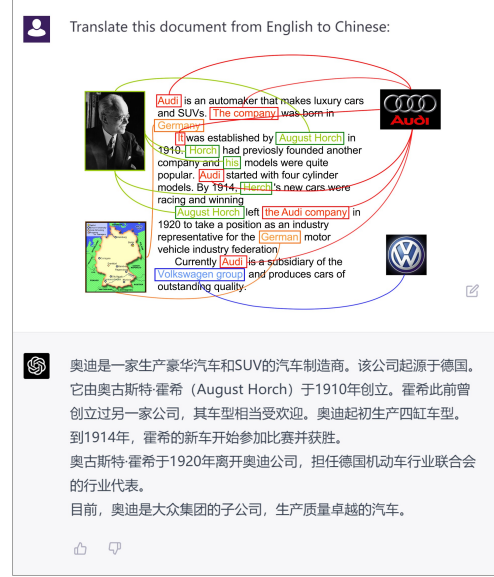 Translate this document from English to Chinese:
Audi is an automaker that makes luxury cars
and SUVs. The company was born in
Germany
It was established by August Horch in
1910. Horch had previosly founded another
company and his models were quite
popular. Audi started with four cylinder
models. By 1914, Herch 's new cars were
racing and winning
August Horch left the Audi company in
1920 to take a position as an industry
representative for the German motor
vehicle industry federation
Currently Audi is a subsidiary of the
Volkswagen group and produces cars of
outstanding quality.
Audi
奥迪是一家生产豪华汽车和SUV的汽车制造商。该公司起源于德国。
它由奥古斯特·霍希（August Horch）于1910年创立。霍希此前曾
创立过另一家公司，其车型相当受欢迎。奥迪起初生产四缸车型。
到1914年，霍希的新车开始参加比赛并获胜。
奥古斯特·霍希于1920年离开奥迪公司，担任德国机动车行业联合会
的行业代表。
目前，奥迪是大众集团的子公司，生产质量卓越的汽车。